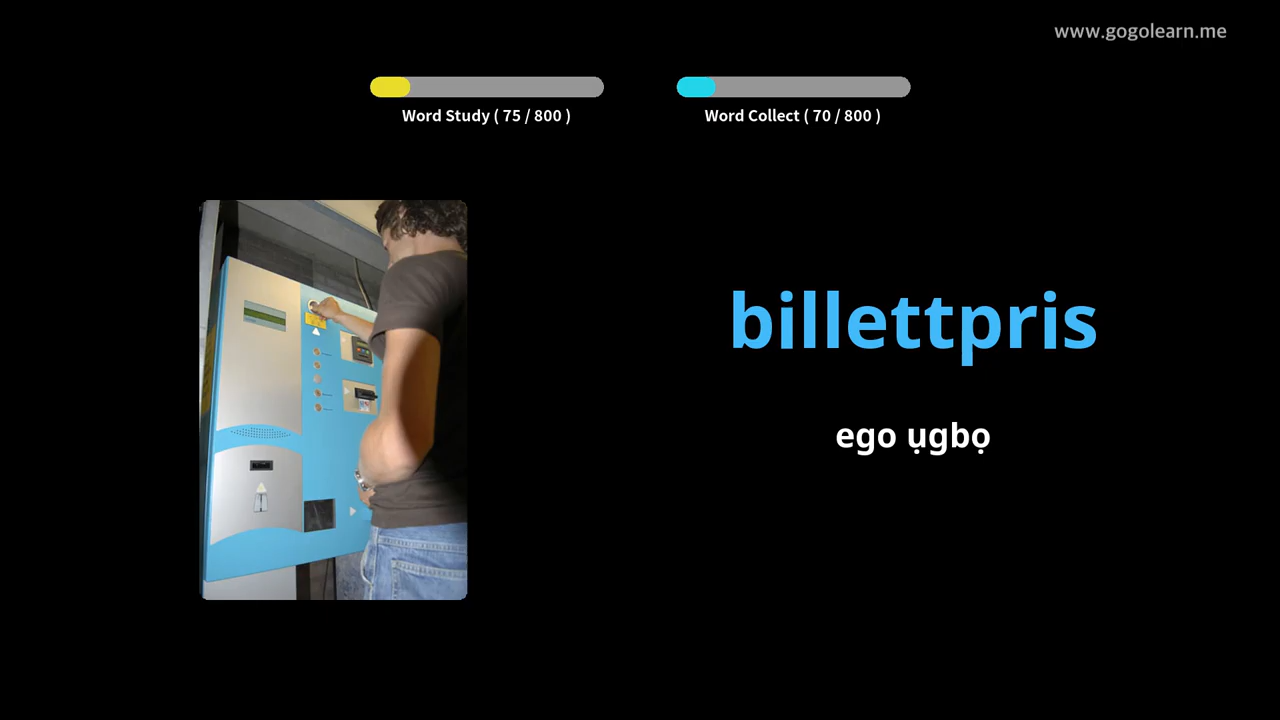 www.gogolearn.me
Word Study ( 75 / 800 )
Word Collect ( 70 / 800 )
billettpris
ego ụgbọ